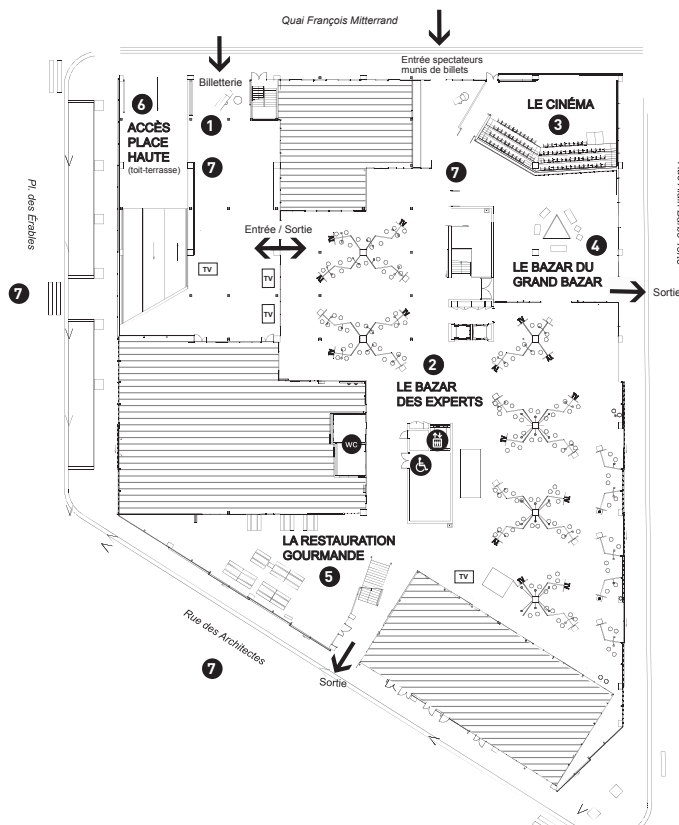 Quai François Mitterrand
Entrée spectateurs
munis de billets
Billetterie
6
ACCÈS
PLACE
HAUTE
(toit-terrasse)
1
7
LE CINÉMA
3
7
Pl. des Érables
Entrée / Sortie
TV
TV
TV
4
LE BAZAR DU
GRAND BAZAR
Sortie
7
2
LE BAZAR
DES EXPERTS
WC
LA RESTAURATION
GOURMANDE
5
TV
Rue des Architectes
7
Sortie